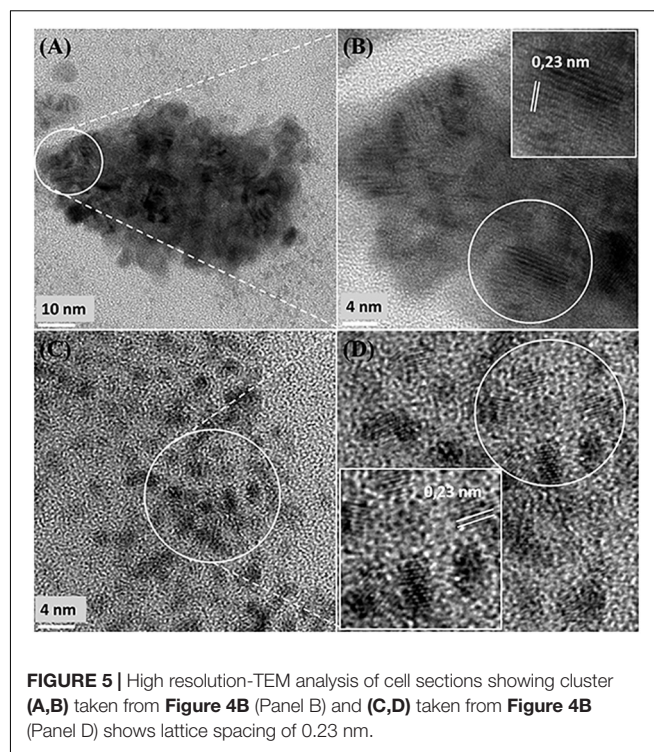 (A)
(B)
0,23 nm
10 nm
4 nm
(C)
(D)
0,23 nm
4 nm
FIGURE 5 | High resolution-TEM analysis of cell sections showing cluster
(A,B) taken from Figure 4B (Panel B) and (C,D) taken from Figure 4B
(Panel D) shows lattice spacing of 0.23 nm.